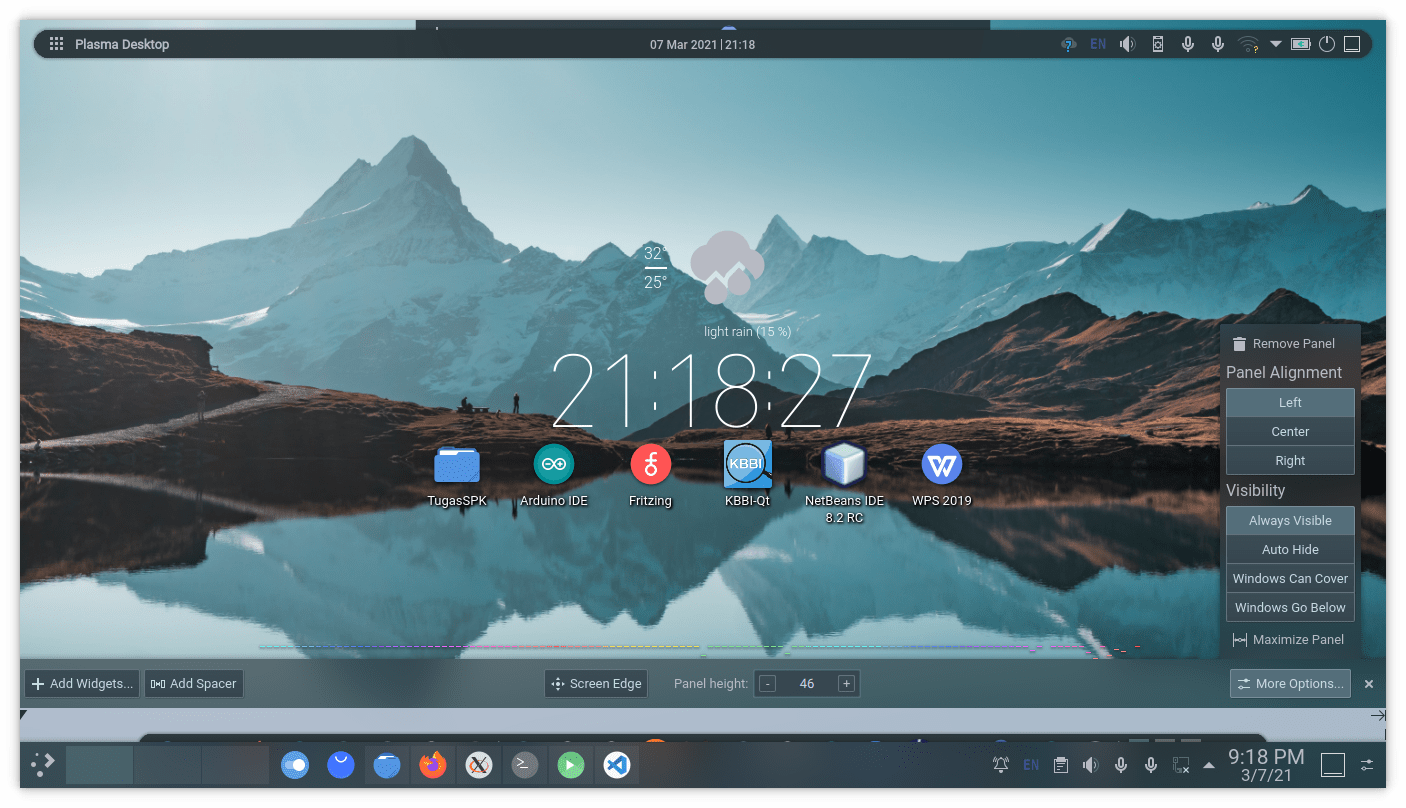 Plasma Desktop
07 Mar 2021 | 21:18
EN
32°
25°
light rain (15 %)
21:18:27
TugasSPK
Arduino IDE
Fritzing
KBBI
KBBI-Qt
NetBeans IDE
8.2 RC
WPS 2019
Remove Panel
Panel Alignment
Left
Center
Right
Visibility
Always Visible
Auto Hide
Windows Can Cover
Windows Go Below
Maximize Panel
Add Widgets...
Add Spacer
Screen Edge
Panel height:
- 46 +
More Options...
EN
9:18 PM
3/7/21